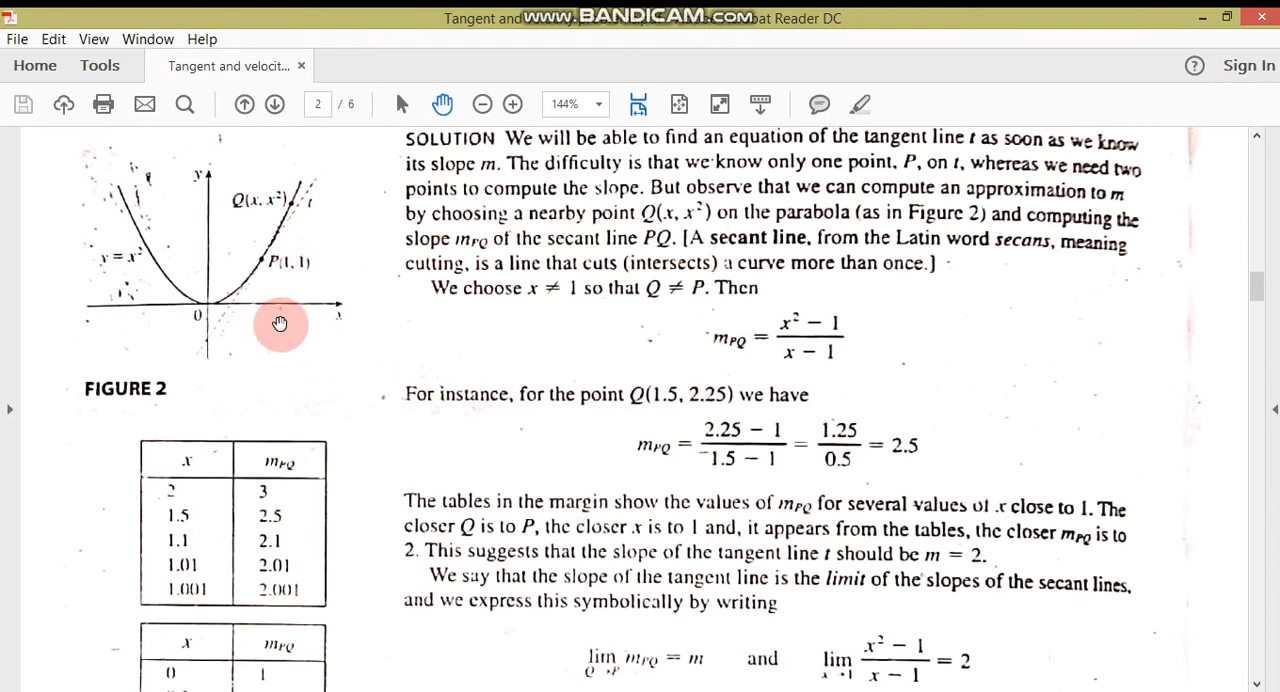 Tangent and
www.BANDICAM.com
bat Reader DC
File Edit View Window Help
Home Tools Tangent and velocit... × Sign In
2 / 6 144%
SOLUTION We will be able to find an equation of the tangent line t as soon as we know
its slope m. The difficulty is that we know only one point, P, on t, whereas we need two
points to compute the slope. But observe that we can compute an approximation to m
by choosing a nearby point Q(x, x²) on the parabola (as in Figure 2) and computing the
slope mPQ of the secant line PQ. [A secant line, from the Latin word secans, meaning
cutting, is a line that cuts (intersects) a curve more than once.]
We choose x ≠ 1 so that Q ≠ P. Then
mPQ = (x² − 1)/(x − 1)
For instance, for the point Q(1.5, 2.25) we have
mPQ = (2.25 − 1)/(1.5 − 1) = 1.25/0.5 = 2.5
The tables in the margin show the values of mPQ for several values of x close to 1. The
closer Q is to P, the closer x is to 1 and, it appears from the tables, the closer mPQ is to
2. This suggests that the slope of the tangent line t should be m = 2.
We say that the slope of the tangent line is the limit of the slopes of the secant lines,
and we express this symbolically by writing
lim Q→P mPQ = m and lim x→1 (x² − 1)/(x − 1) = 2
y
Q(x, x²) t
y = x² P(1, 1)
0 x
FIGURE 2
x mPQ
2 3
1.5 2.5
1.1 2.1
1.01 2.01
1.001 2.001
x mPQ
0 1